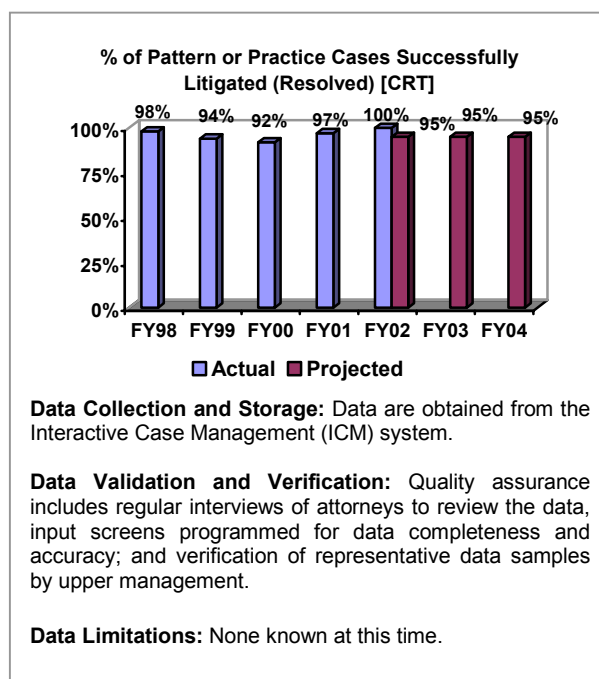 % of Pattern or Practice Cases Successfully
Litigated (Resolved) [CRT]
98% 94% 92% 97% 100% 95% 95% 95%
100%
75%
50%
25%
0%
FY98 FY99 FY00 FY01 FY02 FY03 FY04
Actual Projected
Data Collection and Storage: Data are obtained from the
Interactive Case Management (ICM) system.
Data Validation and Verification: Quality assurance
includes regular interviews of attorneys to review the data,
input screens programmed for data completeness and
accuracy; and verification of representative data samples
by upper management.
Data Limitations: None known at this time.